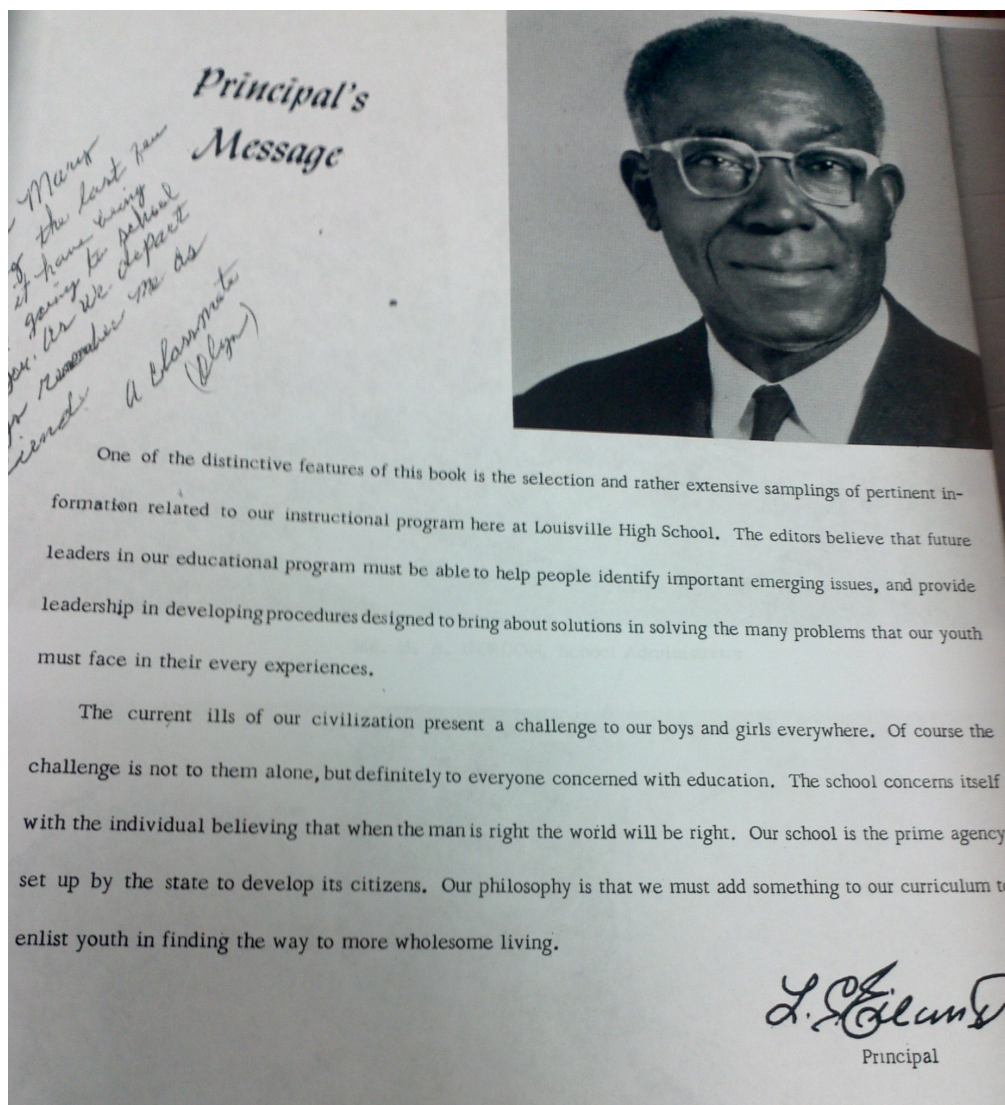 Principal's
Message
Mary
the last few
it have being
going to school
as we depart
remember me as
a classmate
One of the distinctive features of this book is the selection and rather extensive samplings of pertinent in-
formation related to our instructional program here at Louisville High School. The editors believe that future
leaders in our educational program must be able to help people identify important emerging issues, and provide
leadership in developing procedures designed to bring about solutions in solving the many problems that our youth
must face in their every experiences.
The current ills of our civilization present a challenge to our boys and girls everywhere. Of course the
challenge is not to them alone, but definitely to everyone concerned with education. The school concerns itself
with the individual believing that when the man is right the world will be right. Our school is the prime agency
set up by the state to develop its citizens. Our philosophy is that we must add something to our curriculum to
enlist youth in finding the way to more wholesome living.
L. S. Eiland
Principal